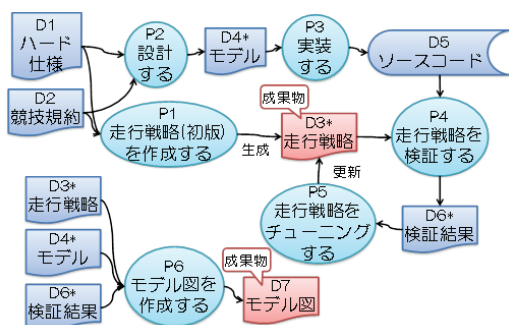 D1
ハード
仕様
P2
設計
する
D4*
モデル
P3
実装
する
D5
ソースコード
D2
競技規約
P1
走行戦略(初版)
を作成する
生成
成果物
D3*
走行戦略
P4
走行戦略を
検証する
更新
P5
走行戦略を
チューニング
する
D6*
検証結果
D3*
走行戦略
D4*
モデル
D6*
検証結果
P6
モデル図を
作成する
成果物
D7
モデル図